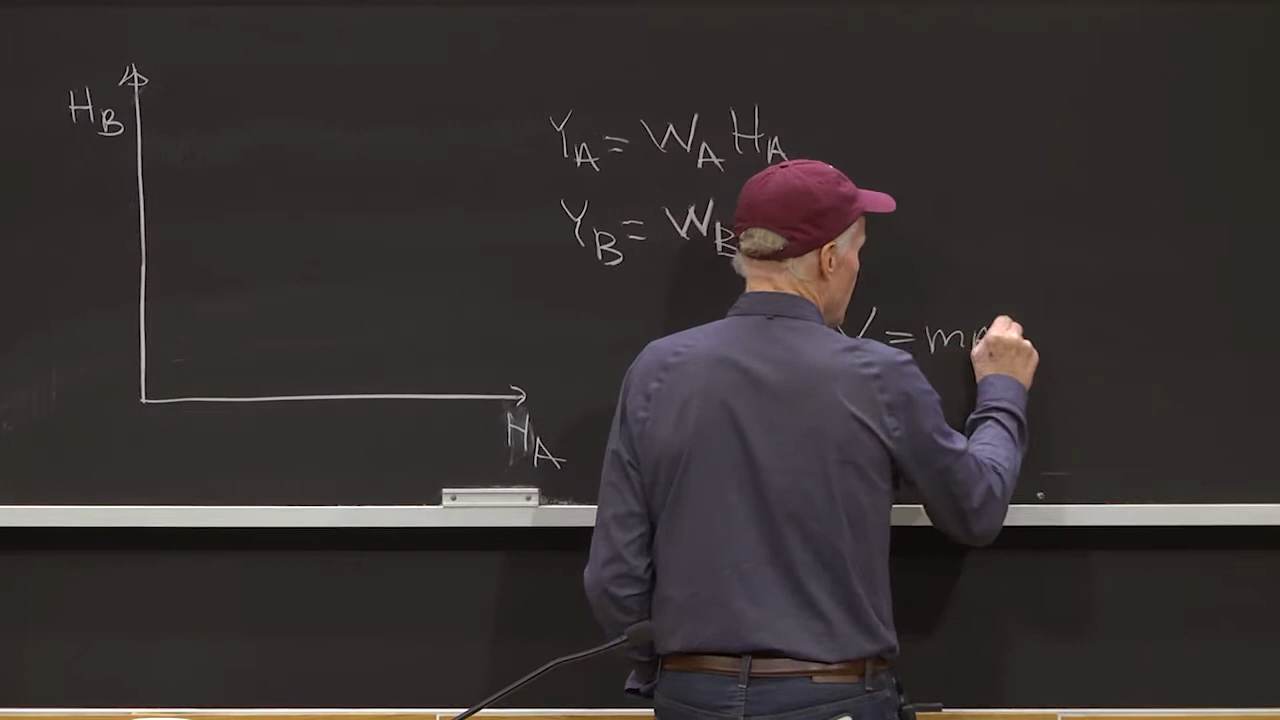 H_B
Y_A = W_A H_A
Y_B = W_B
= m
H_A